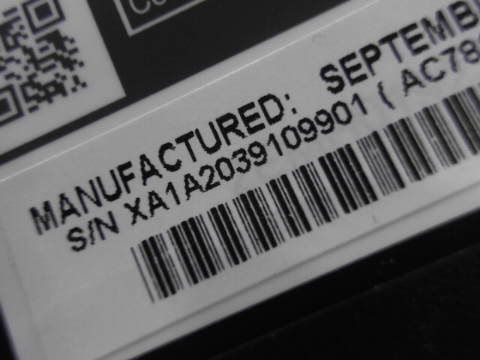 MANUFACTURED: SEPTEMB
S/N XA1A2039109901 ( AC78